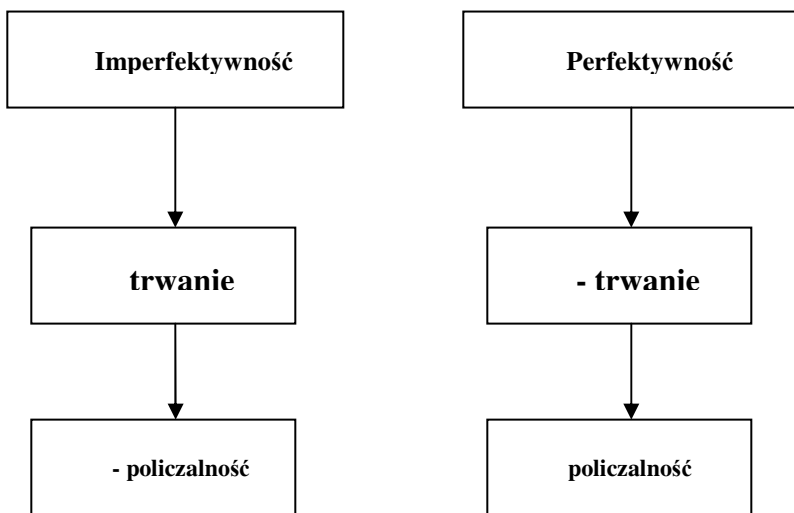 Imperfektywność
Perfektywność
trwanie
- trwanie
- policzalność
policzalność